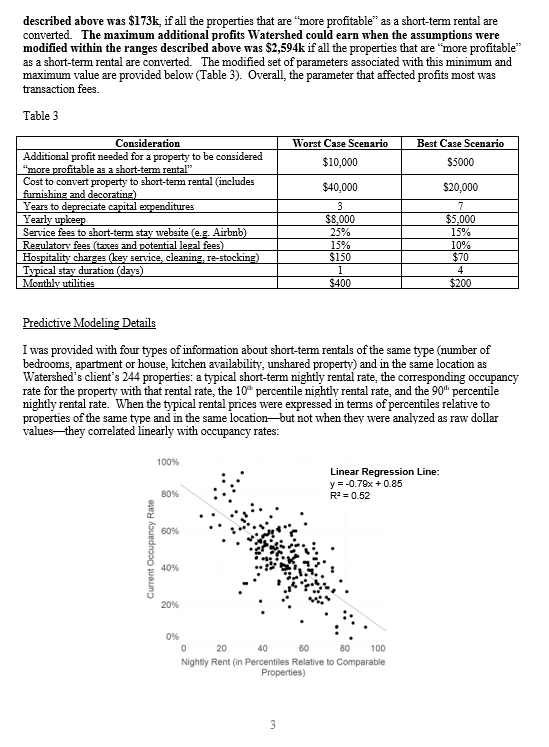 described above was $173k, if all the properties that are “more profitable” as a short-term rental are
converted. The maximum additional profits Watershed could earn when the assumptions were
modified within the ranges described above was $2,594k if all the properties that are “more profitable”
as a short-term rental are converted. The modified set of parameters associated with this minimum and
maximum value are provided below (Table 3). Overall, the parameter that affected profits most was
transaction fees.
Table 3
Consideration Worst Case Scenario Best Case Scenario
Additional profit needed for a property to be considered
“more profitable as a short-term rental” $10,000 $5000
Cost to convert property to short-term rental (includes
furnishing and decorating) $40,000 $20,000
Years to depreciate capital expenditures 3 7
Yearly upkeep $8,000 $5,000
Service fees to short-term stay website (e.g. Airbnb) 25% 15%
Regulatory fees (taxes and potential legal fees) 15% 10%
Hospitality charges (key service, cleaning, re-stocking) $150 $70
Typical stay duration (days) 1 4
Monthly utilities $400 $200
Predictive Modeling Details
I was provided with four types of information about short-term rentals of the same type (number of
bedrooms, apartment or house, kitchen availability, unshared property) and in the same location as
Watershed’s client’s 244 properties: a typical short-term nightly rental rate, the corresponding occupancy
rate for the property with that rental rate, the 10th percentile nightly rental rate, and the 90th percentile
nightly rental rate. When the typical rental prices were expressed in terms of percentiles relative to
properties of the same type and in the same location—but not when they were analyzed as raw dollar
values—they correlated linearly with occupancy rates:
Linear Regression Line:
y = -0.79x + 0.85
R² = 0.52
Current Occupancy Rate
100%
80%
60%
40%
20%
0%
0 20 40 60 80 100
Nightly Rent (in Percentiles Relative to Comparable
Properties)
3